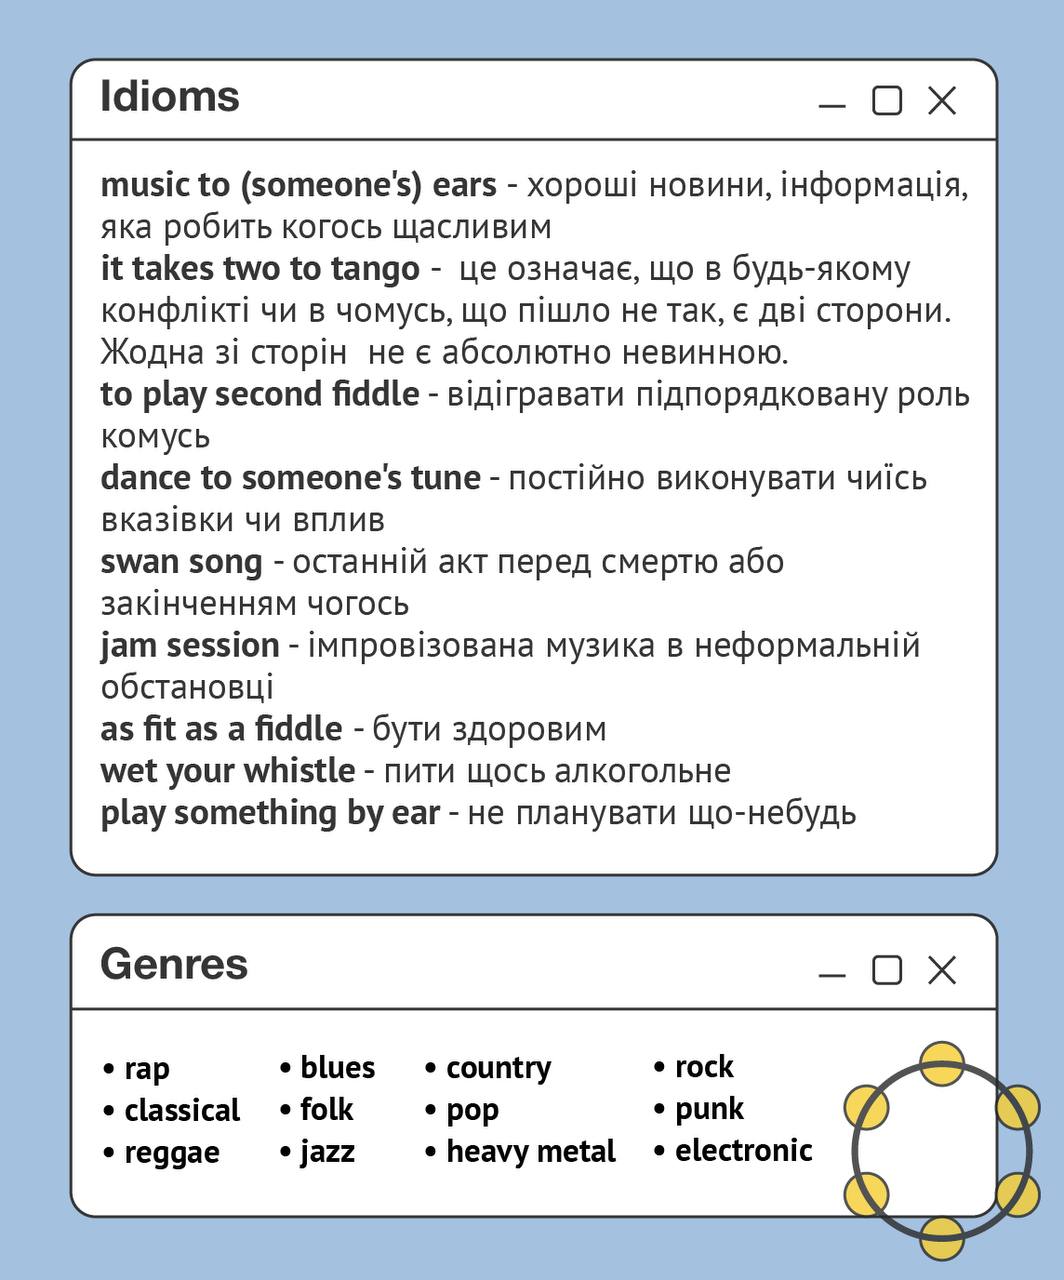 Idioms
music to (someone's) ears - хороші новини, інформація,
яка робить когось щасливим
it takes two to tango - це означає, що в будь-якому
конфлікті чи в чомусь, що пішло не так, є дві сторони.
Жодна зі сторін не є абсолютно невинною.
to play second fiddle - відігравати підпорядковану роль
комусь
dance to someone's tune - постійно виконувати чиїсь
вказівки чи вплив
swan song - останній акт перед смертю або
закінченням чогось
jam session - імпровізована музика в неформальній
обстановці
as fit as a fiddle - бути здоровим
wet your whistle - пити щось алкогольне
play something by ear - не планувати що-небудь
Genres
• rap • blues • country • rock
• classical • folk • pop • punk
• reggae • jazz • heavy metal • electronic